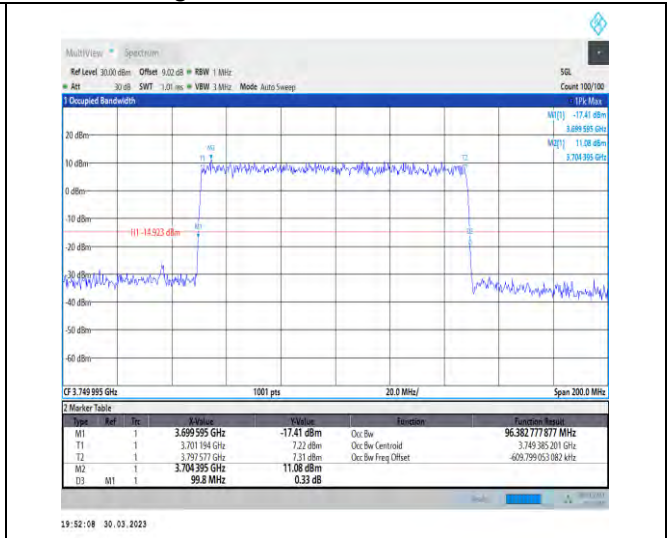 MultiView Spectrum
Ref Level 30.00 dBm Offset 9.02 dB RBW 1 MHz SGL
Att 30 dB SWT 1.01 ms VBW 3 MHz Mode Auto Sweep Count 100/100
1 Occupied Bandwidth 1Pk Max
M1[1] -17.41 dBm
3.699 595 GHz
M2[1] 11.08 dBm
3.704 395 GHz
20 dBm
M2
T1 T2
10 dBm
0 dBm
-10 dBm
H1 -14.923 dBm M1
-20 dBm
-30 dBm
-40 dBm
-50 dBm
-60 dBm
CF 3.749 995 GHz 1001 pts 20.0 MHz/ Span 200.0 MHz
2 Marker Table
Type Ref Trc X-Value Y-Value Function Function Result
M1 1 3.699 595 GHz -17.41 dBm Occ Bw 96.382 777 877 MHz
T1 1 3.701 194 GHz 7.22 dBm Occ Bw Centroid 3.749 385 201 GHz
T2 1 3.797 577 GHz 7.31 dBm Occ Bw Freq Offset -609.799 053 082 kHz
M2 1 3.704 395 GHz 11.08 dBm
D3 M1 1 99.8 MHz 0.33 dB
19:52:08 30.03.2023